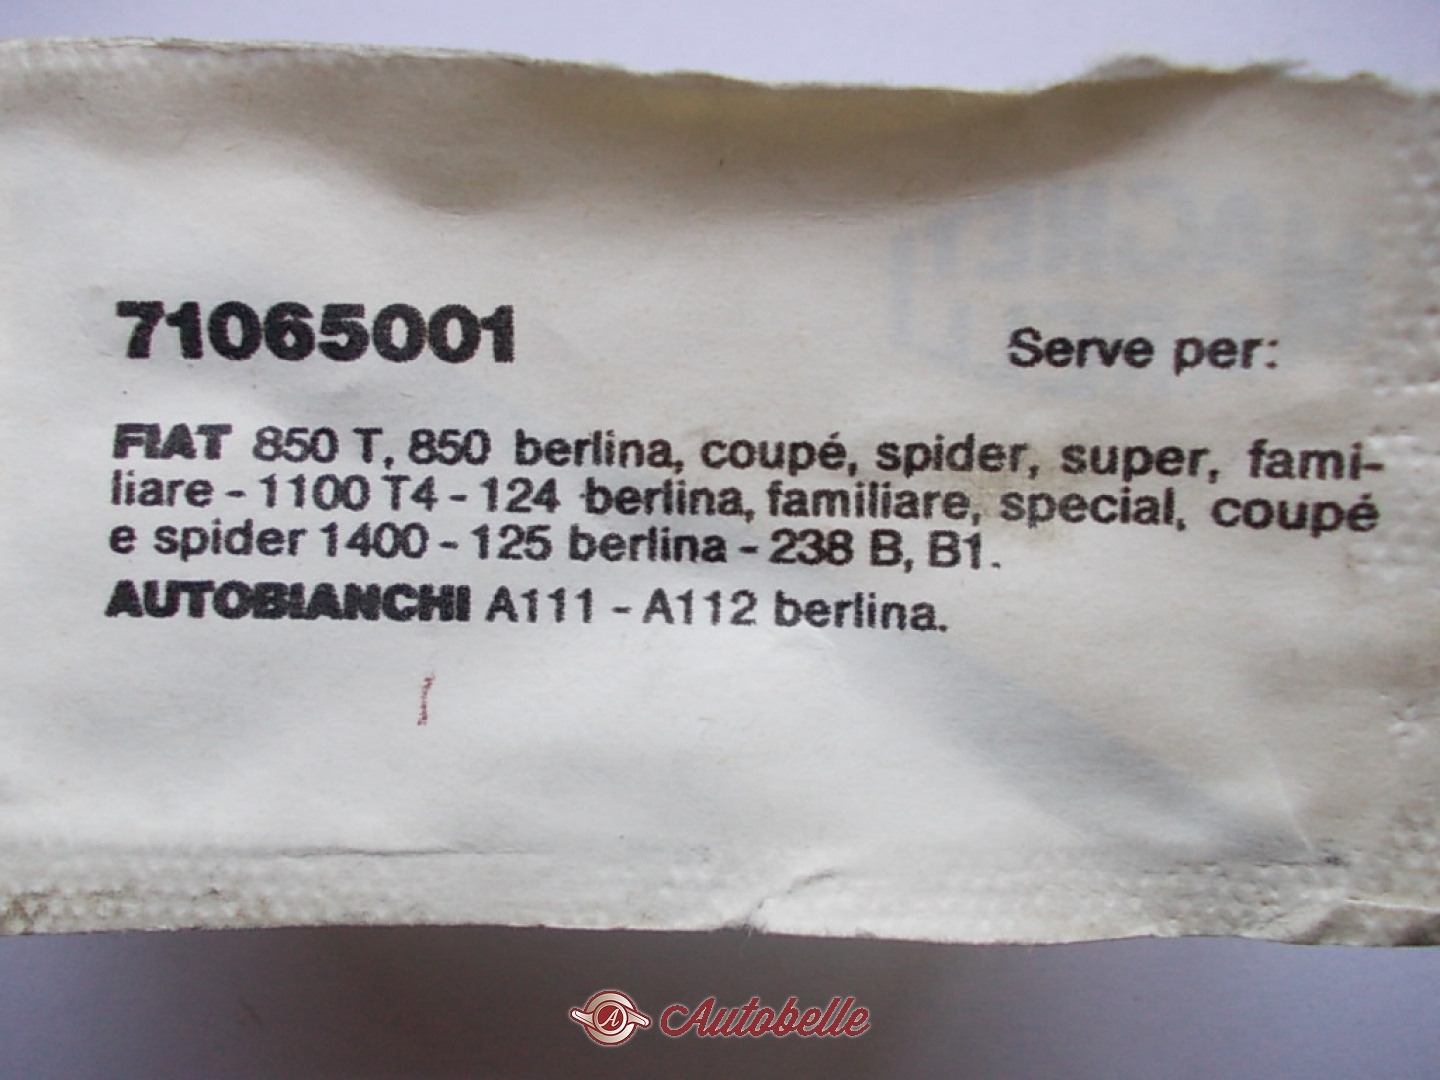 71065001
Serve per:
FIAT 850 T, 850 berlina, coupé, spider, super, fami-
liare - 1100 T4 - 124 berlina, familiare, special, coupé
e spider 1400 - 125 berlina - 238 B, B1.
AUTOBIANCHI A111 - A112 berlina.
A Autobelle